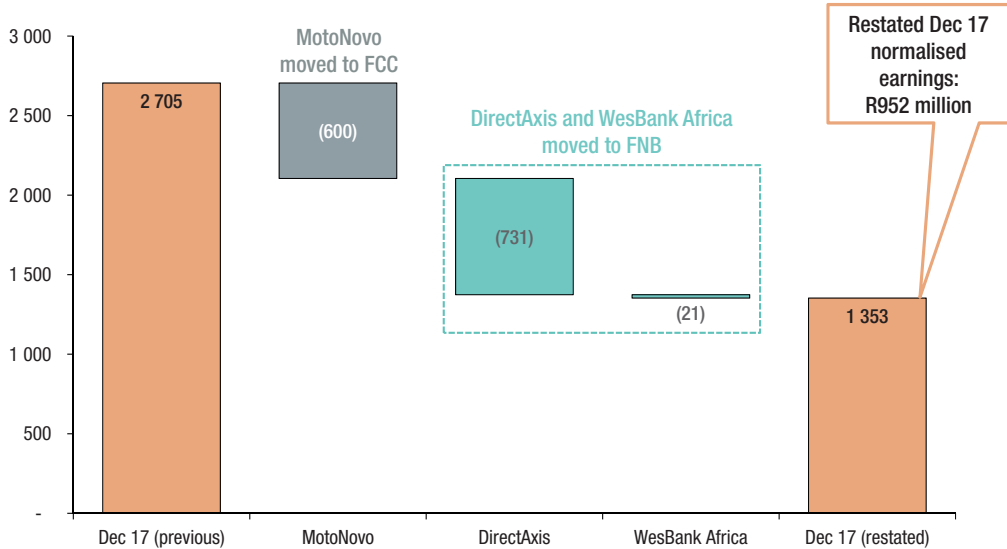 Restated Dec 17
normalised
earnings:
R952 million
3 000
2 500
2 000
1 500
1 000
500
-
MotoNovo
moved to FCC
DirectAxis and WesBank Africa
moved to FNB
2 705
(600)
(731)
(21)
1 353
Dec 17 (previous)
MotoNovo
DirectAxis
WesBank Africa
Dec 17 (restated)